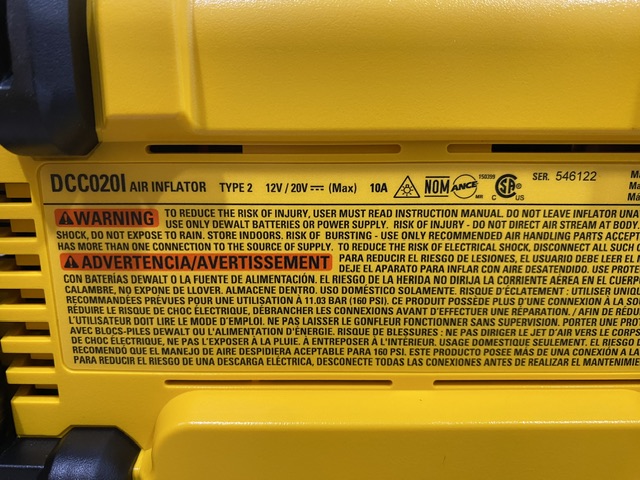 DCC020I AIR INFLATOR TYPE 2 12V / 20V (Max) 10A NOM ANCE MR 150299 CSA C US SER. 546122 Ma
M
Má
WARNING TO REDUCE THE RISK OF INJURY, USER MUST READ INSTRUCTION MANUAL. DO NOT LEAVE INFLATOR UNA
USE ONLY DEWALT BATTERIES OR POWER SUPPLY. RISK OF INJURY - DO NOT DIRECT AIR STREAM AT BODY.
SHOCK, DO NOT EXPOSE TO RAIN. STORE INDOORS. RISK OF BURSTING - USE ONLY RECOMMENDED AIR HANDLING PARTS ACCEP
HAS MORE THAN ONE CONNECTION TO THE SOURCE OF SUPPLY. TO REDUCE THE RISK OF ELECTRICAL SHOCK, DISCONNECT ALL SUCH C
ADVERTENCIA/AVERTISSEMENT PARA REDUCIR EL RIESGO DE LESIONES, EL USUARIO DEBE LEER EL M
DEJE EL APARATO PARA INFLAR CON AIRE DESATENDIDO. USE PROTE
CON BATERÍAS DEWALT O LA FUENTE DE ALIMENTACIÓN. EL RIESGO DE LA HERIDA NO DIRIJA LA CORRIENTE AÉREA EN EL CUERPO
CALAMBRE, NO EXPONE DE LLOVER. ALMACENE DENTRO. USO DOMÉSTICO SOLAMENTE. RISQUE D'ÉCLATEMENT : UTILISER UNIQU
RECOMMANDÉES PRÉVUES POUR UNE UTILISATION À 11.03 BAR (160 PSI). CE PRODUIT POSSÈDE PLUS D'UNE CONNEXION À LA SO
RÉDUIRE LE RISQUE DE CHOC ÉLECTRIQUE, DÉBRANCHER LES CONNEXIONS AVANT D'EFFECTUER UNE RÉPARATION. / AFIN DE RÉDU
L'UTILISATEUR DOIT LIRE LE MODE D'EMPLOI. NE PAS LAISSER LE GONFLEUR FONCTIONNER SANS SUPERVISION. PORTER UNE PROT
AVEC BLOCS-PILES DEWALT OU L'ALIMENTATION D'ÉNERGIE. RISQUE DE BLESSURES : NE PAS DIRIGER LE JET D'AIR VERS LE CORPS
DE CHOC ÉLECTRIQUE, NE PAS L'EXPOSER À LA PLUIE. À ENTREPOSER À L'INTÉRIEUR. USAGE DOMESTIQUE SEULEMENT. EL RIESGO D
RECOMENDÓ QUE EL MANEJO DE AIRE DESPIDIERA ACEPTABLE PARA 160 PSI. ESTE PRODUCTO POSEE MÁS DE UNA CONEXIÓN A LA
PARA REDUCIR EL RIESGO DE UNA DESCARGA ELÉCTRICA, DESCONECTE TODAS LAS CONEXIONES ANTES DE REALIZAR EL MANTENIMIE